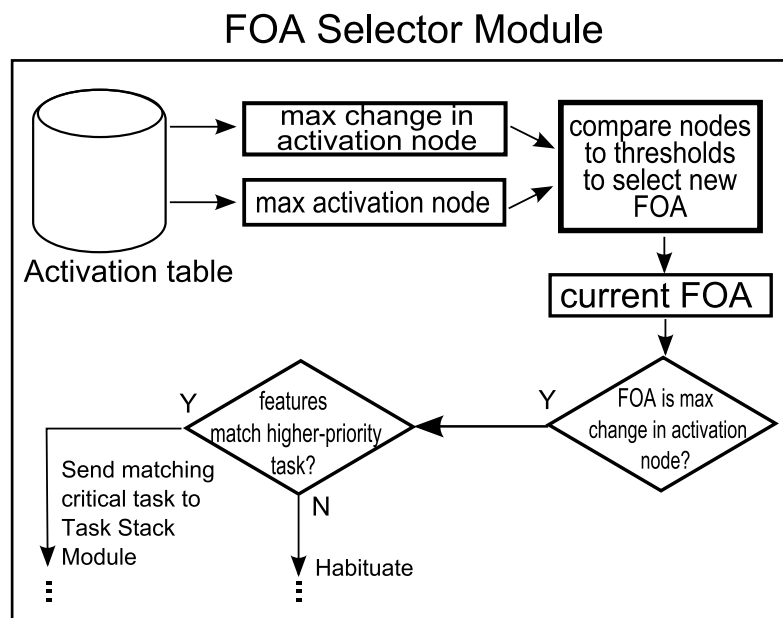 FOA Selector Module
max change in
activation node
max activation node
compare nodes
to thresholds
to select new
FOA
Activation table
current FOA
FOA is max
change in activation
node?
Y
features
match higher-priority
task?
Y
Send matching
critical task to
Task Stack
Module
N
Habituate